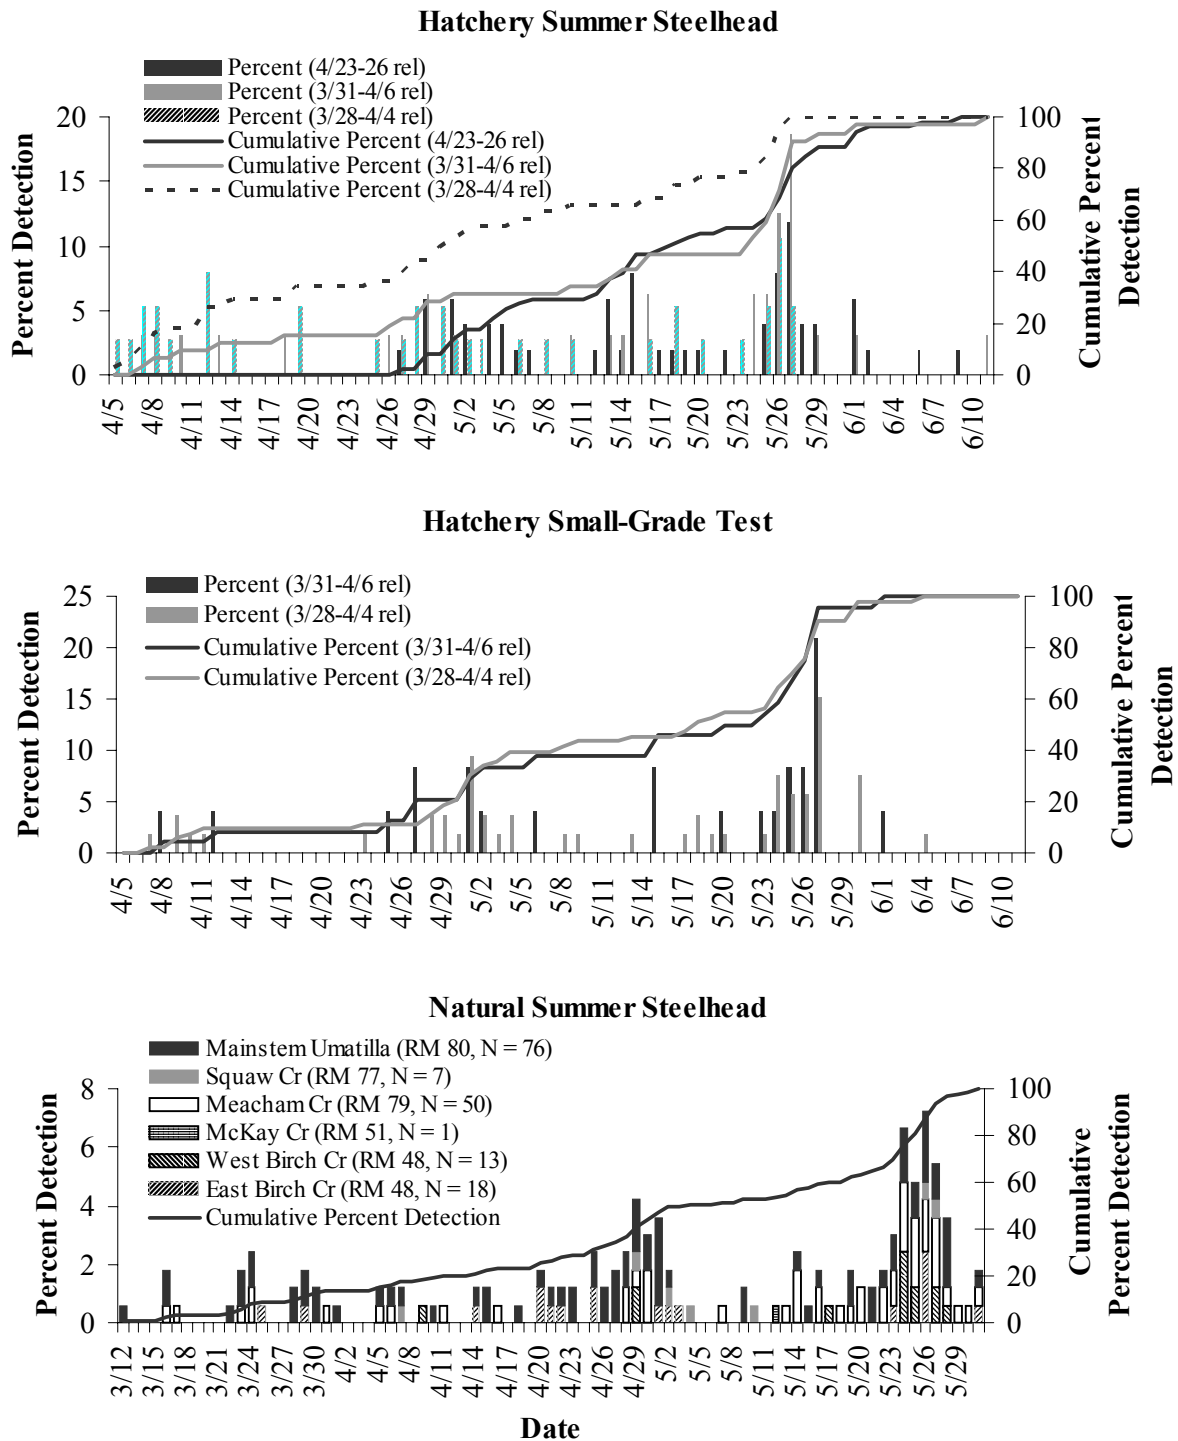 Hatchery Summer Steelhead
Percent (4/23-26 rel)
Percent (3/31-4/6 rel)
Percent (3/28-4/4 rel)
Cumulative Percent (4/23-26 rel)
Cumulative Percent (3/31-4/6 rel)
Cumulative Percent (3/28-4/4 rel)
Percent Detection
20
15
10
5
0
100
80
60
40
20
0
Cumulative Percent
Detection
4/5 4/8 4/11 4/14 4/17 4/20 4/23 4/26 4/29 5/2 5/5 5/8 5/11 5/14 5/17 5/20 5/23 5/26 5/29 6/1 6/4 6/7 6/10
Hatchery Small-Grade Test
Percent (3/31-4/6 rel)
Percent (3/28-4/4 rel)
Cumulative Percent (3/31-4/6 rel)
Cumulative Percent (3/28-4/4 rel)
Percent Detection
25
20
15
10
5
0
100
80
60
40
20
0
Cumulative Percent
Detection
4/5 4/8 4/11 4/14 4/17 4/20 4/23 4/26 4/29 5/2 5/5 5/8 5/11 5/14 5/17 5/20 5/23 5/26 5/29 6/1 6/4 6/7 6/10
Natural Summer Steelhead
Mainstem Umatilla (RM 80, N = 76)
Squaw Cr (RM 77, N = 7)
Meacham Cr (RM 79, N = 50)
McKay Cr (RM 51, N = 1)
West Birch Cr (RM 48, N = 13)
East Birch Cr (RM 48, N = 18)
Cumulative Percent Detection
Percent Detection
8
6
4
2
0
100
80
60
40
20
0
Cumulative
Percent Detection
3/12 3/15 3/18 3/21 3/24 3/27 3/30 4/2 4/5 4/8 4/11 4/14 4/17 4/20 4/23 4/26 4/29 5/2 5/5 5/8 5/11 5/14 5/17 5/20 5/23 5/26 5/29
Date